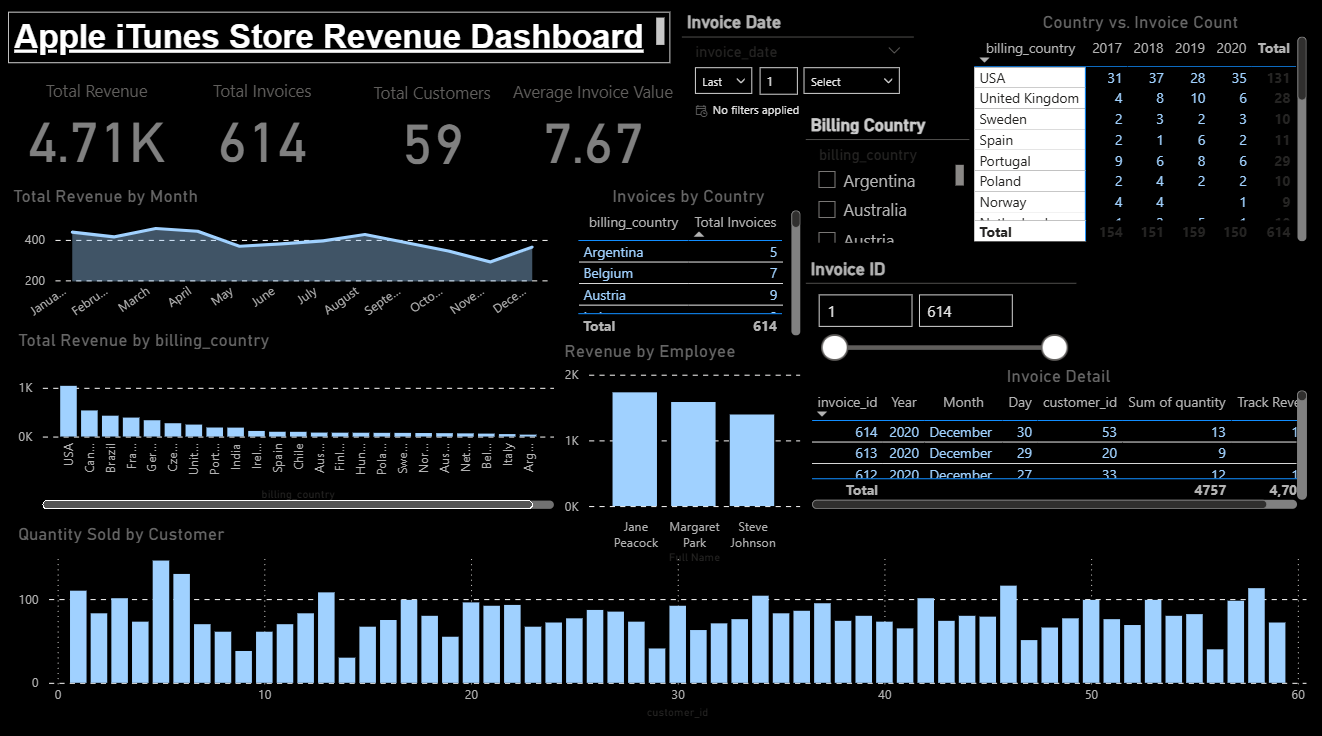 Apple iTunes Store Revenue Dashboard
Total Revenue
4.71K
Total Invoices
614
Total Customers
59
Average Invoice Value
7.67
Invoice Date
invoice_date
Last 1 Select
No filters applied
Billing Country
billing_country
Argentina
Australia
Austria
Country vs. Invoice Count
billing_country 2017 2018 2019 2020 Total
USA 31 37 28 35 131
United Kingdom 4 8 10 6 28
Sweden 2 3 2 3 10
Spain 2 1 6 2 11
Portugal 9 6 8 6 29
Poland 2 4 2 2 10
Norway 4 4 1 9
Total 154 151 159 150 614
Total Revenue by Month
400
200
Janua... Febru... March April May June July August Septe... Octo... Nove... Dece...
Invoices by Country
billing_country Total Invoices
Argentina 5
Belgium 7
Austria 9
Total 614
Invoice ID
1 614
Total Revenue by billing_country
1K
0K
USA Can... Brazil Fra... Ger... Cze... Unit... Port... India Irel... Spain Chile Aus... Finl... Hun... Pola... Swe... Nor... Aus... Net... Bel... Italy Arg...
billing_country
Revenue by Employee
2K
1K
0K
Jane Margaret Steve
Peacock Park Johnson
Full Name
Invoice Detail
invoice_id Year Month Day customer_id Sum of quantity Track Reve
614 2020 December 30 53 13 1
613 2020 December 29 20 9
612 2020 December 27 33 12 1
Total 4757 4,70
Quantity Sold by Customer
100
0
0 10 20 30 40 50 60
customer_id